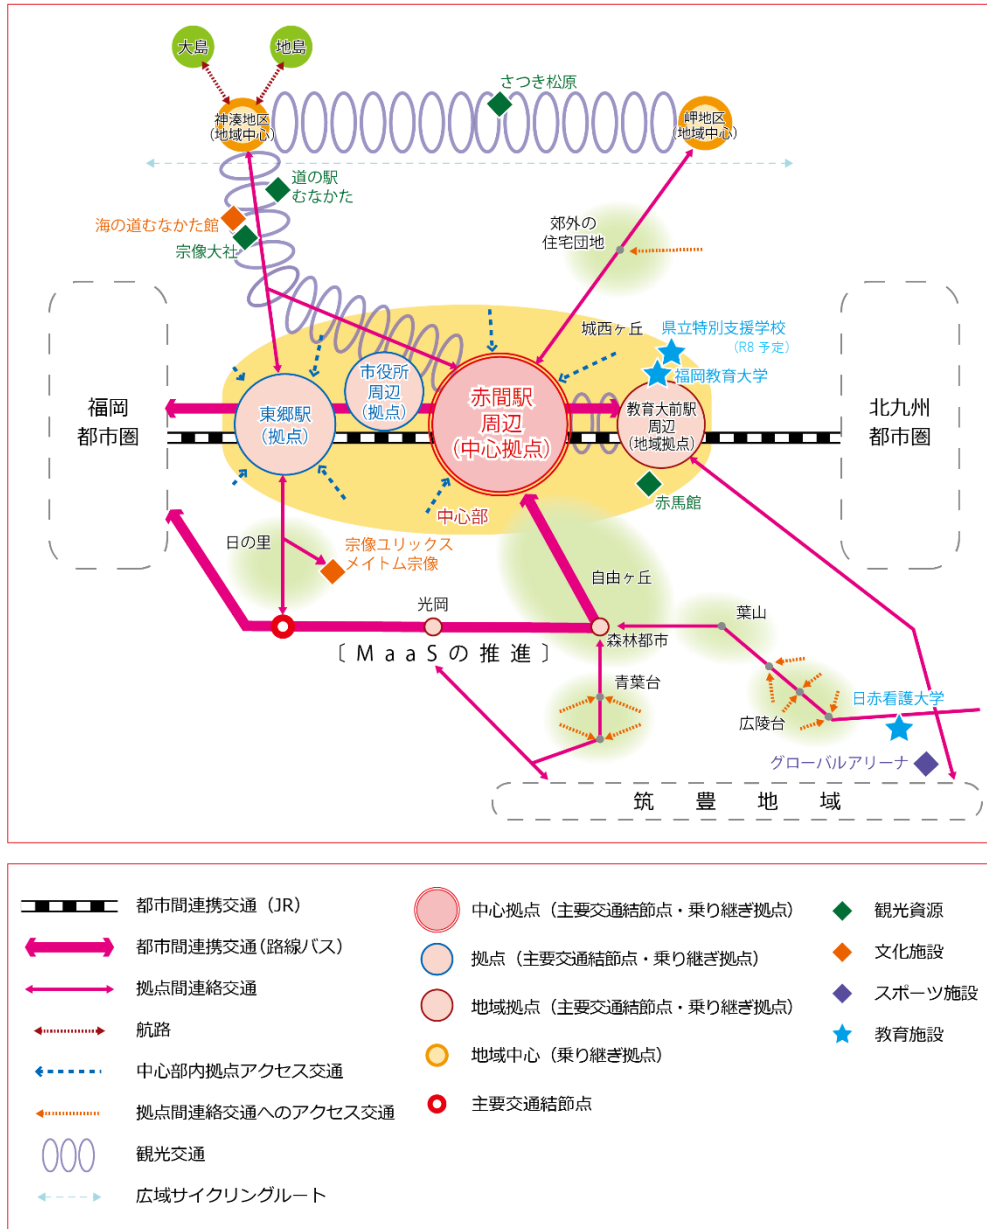 大島
地島
さつき松原
神湊地区
(地域中心)
岬地区
(地域中心)
道の駅
むなかた
海の道むなかた館
宗像大社
郊外の
住宅団地
城西ヶ丘
県立特別支援学校
(R8 予定)
福岡教育大学
福岡
都市圏
東郷駅
(拠点)
市役所
周辺
(拠点)
赤間駅
周辺
(中心拠点)
教育大前駅
周辺
(地域拠点)
北九州
都市圏
中心部
赤馬館
日の里
宗像ユリックス
メイトム宗像
光岡
自由ヶ丘
森林都市
葉山
〔MaaSの推進〕
青葉台
広陵台
日赤看護大学
グローバルアリーナ
筑豊地域
都市間連携交通（JR）
都市間連携交通（路線バス）
拠点間連絡交通
航路
中心部内拠点アクセス交通
拠点間連絡交通へのアクセス交通
観光交通
広域サイクリングルート
中心拠点（主要交通結節点・乗り継ぎ拠点）
拠点（主要交通結節点・乗り継ぎ拠点）
地域拠点（主要交通結節点・乗り継ぎ拠点）
地域中心（乗り継ぎ拠点）
主要交通結節点
観光資源
文化施設
スポーツ施設
教育施設